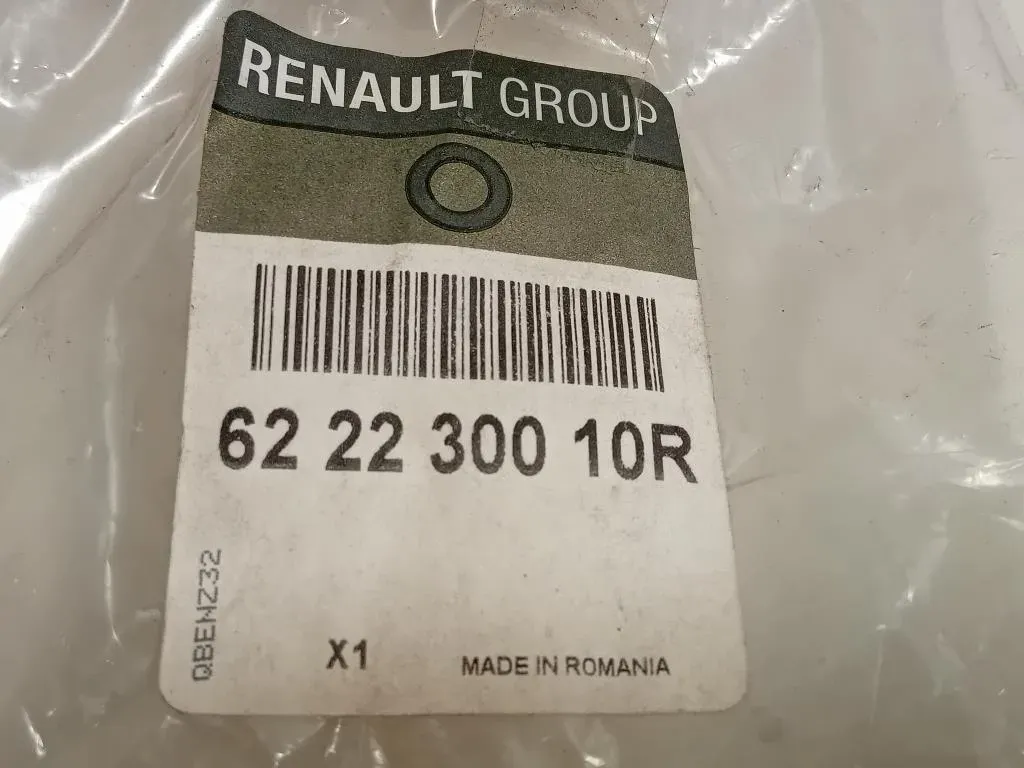 RENAULT GROUP
62 22 300 10R
QBEMZ32
X1
MADE IN ROMANIA